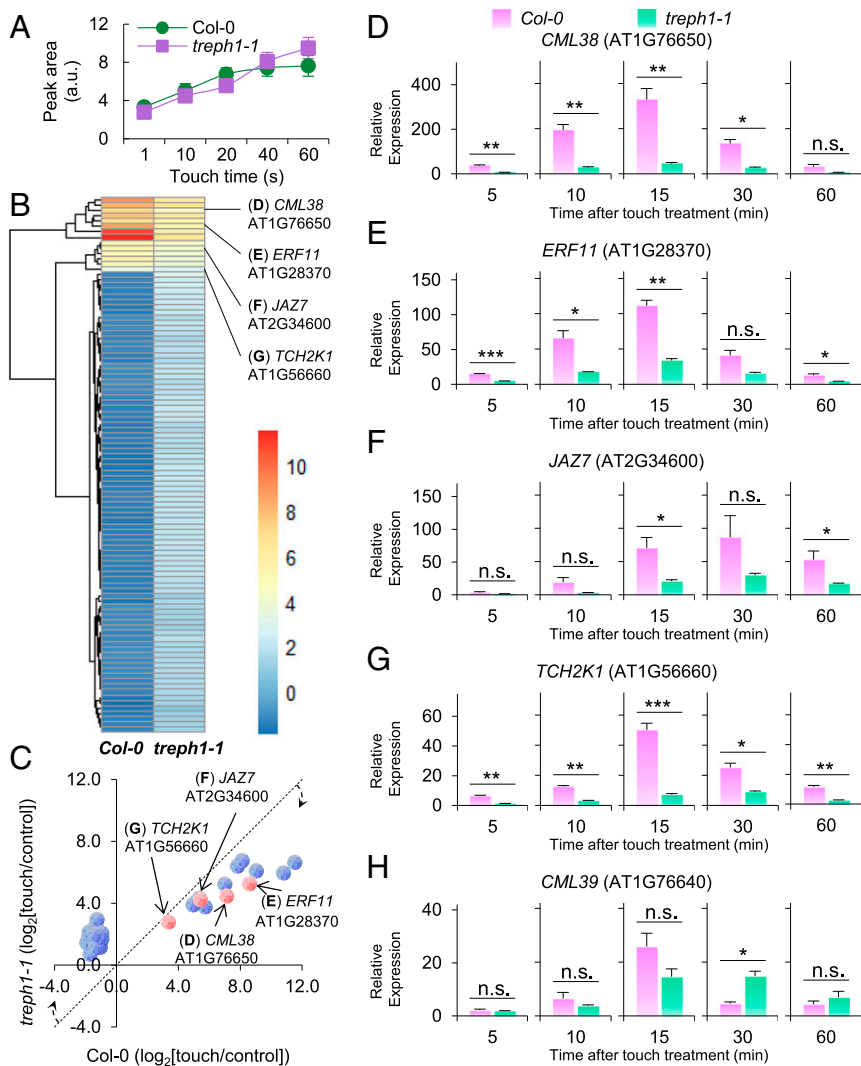 A
Col-0
treph1-1
Peak area
(a.u.)
12
8
4
0
1 10 20 40 60
Touch time (s)
B
(D) CML38
AT1G76650
(E) ERF11
AT1G28370
(F) JAZ7
AT2G34600
(G) TCH2K1
AT1G56660
10
8
6
4
2
0
Col-0 treph1-1
C
treph1-1 (log2[touch/control])
12.0
8.0
4.0
0.0
-4.0
-4.0 0.0 4.0 8.0 12.0
Col-0 (log2[touch/control])
(F) JAZ7
AT2G34600
(G) TCH2K1
AT1G56660
(E) ERF11
AT1G28370
(D) CML38
AT1G76650
Col-0 treph1-1
D
CML38 (AT1G76650)
Relative
Expression
400
200
0
** ** ** * n.s.
5 10 15 30 60
Time after touch treatment (min)
E
ERF11 (AT1G28370)
Relative
Expression
150
100
50
0
*** * ** n.s. *
5 10 15 30 60
Time after touch treatment (min)
F
JAZ7 (AT2G34600)
Relative
Expression
150
100
50
0
n.s. n.s. * n.s. *
5 10 15 30 60
Time after touch treatment (min)
G
TCH2K1 (AT1G56660)
Relative
Expression
60
40
20
0
** ** *** * **
5 10 15 30 60
Time after touch treatment (min)
H
CML39 (AT1G76640)
Relative
Expression
40
20
0
n.s. n.s. n.s. * n.s.
5 10 15 30 60
Time after touch treatment (min)